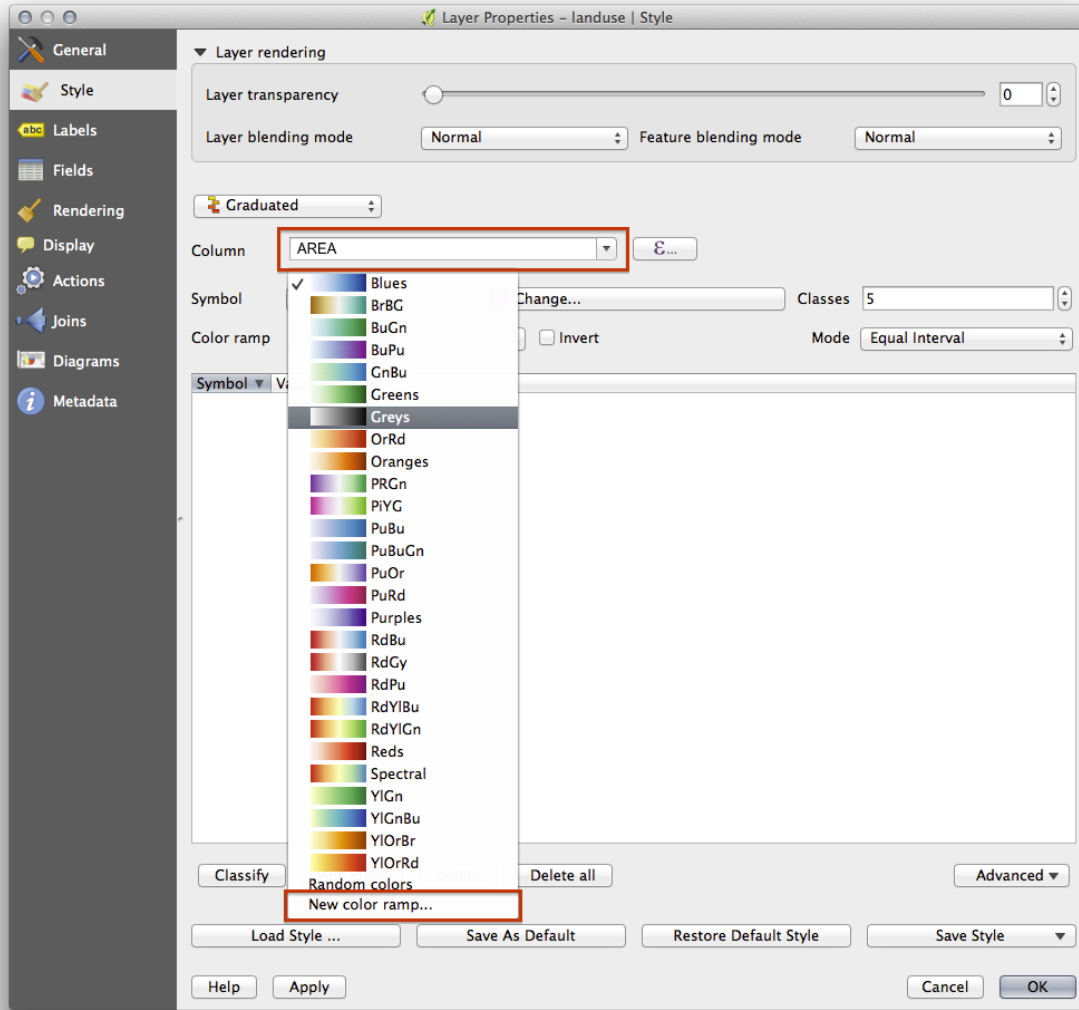 Layer Properties – landuse | Style
General
Style
abc Labels
Fields
Rendering
Display
Actions
Joins
Diagrams
Metadata
Layer rendering
Layer transparency 0
Layer blending mode Normal Feature blending mode Normal
Graduated
Column AREA ε...
Symbol Change... Classes 5
Color ramp Invert Mode Equal Interval
Symbol
Blues
BrBG
BuGn
BuPu
GnBu
Greens
Greys
OrRd
Oranges
PRGn
PiYG
PuBu
PuBuGn
PuOr
PuRd
Purples
RdBu
RdGy
RdPu
RdYlBu
RdYlGn
Reds
Spectral
YlGn
YlGnBu
YlOrBr
YlOrRd
Random colors
New color ramp...
Classify Delete all Advanced
Load Style ... Save As Default Restore Default Style Save Style
Help Apply Cancel OK